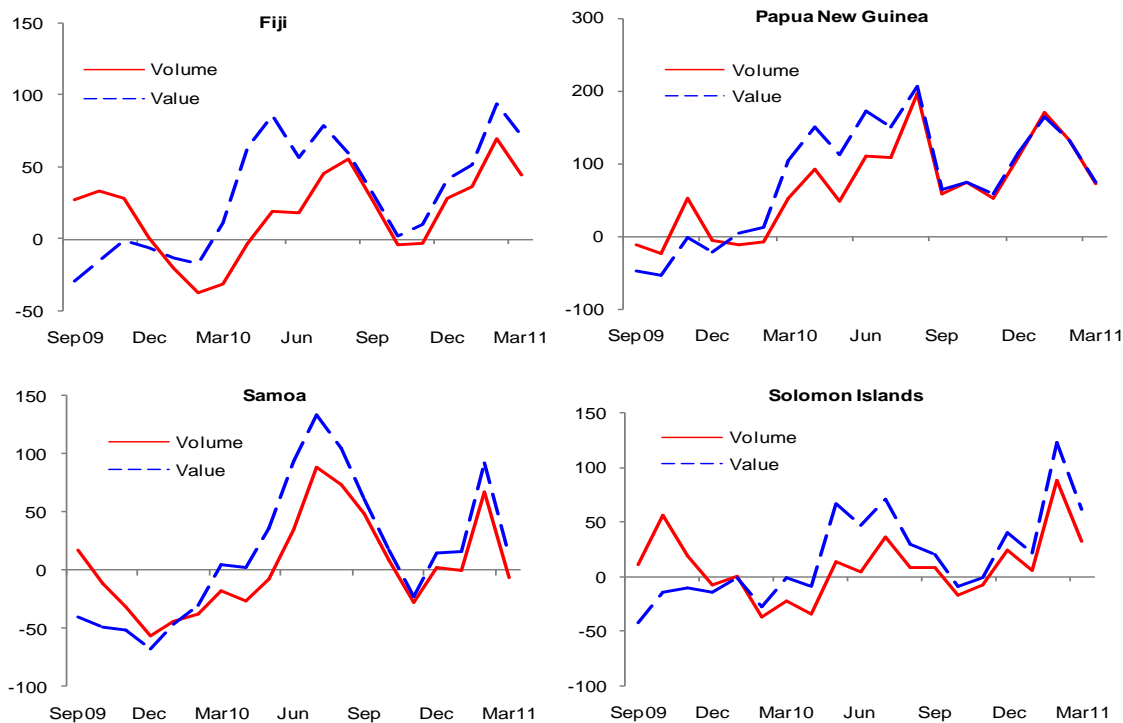 Fiji
150
100
50
0
-50
Volume
Value
Sep09 Dec Mar10 Jun Sep Dec Mar11
Papua New Guinea
300
200
100
0
-100
Volume
Value
Sep09 Dec Mar10 Jun Sep Dec Mar11
Samoa
150
100
50
0
-50
-100
Volume
Value
Sep09 Dec Mar10 Jun Sep Dec Mar11
Solomon Islands
150
100
50
0
-50
-100
Volume
Value
Sep09 Dec Mar10 Jun Sep Dec Mar11